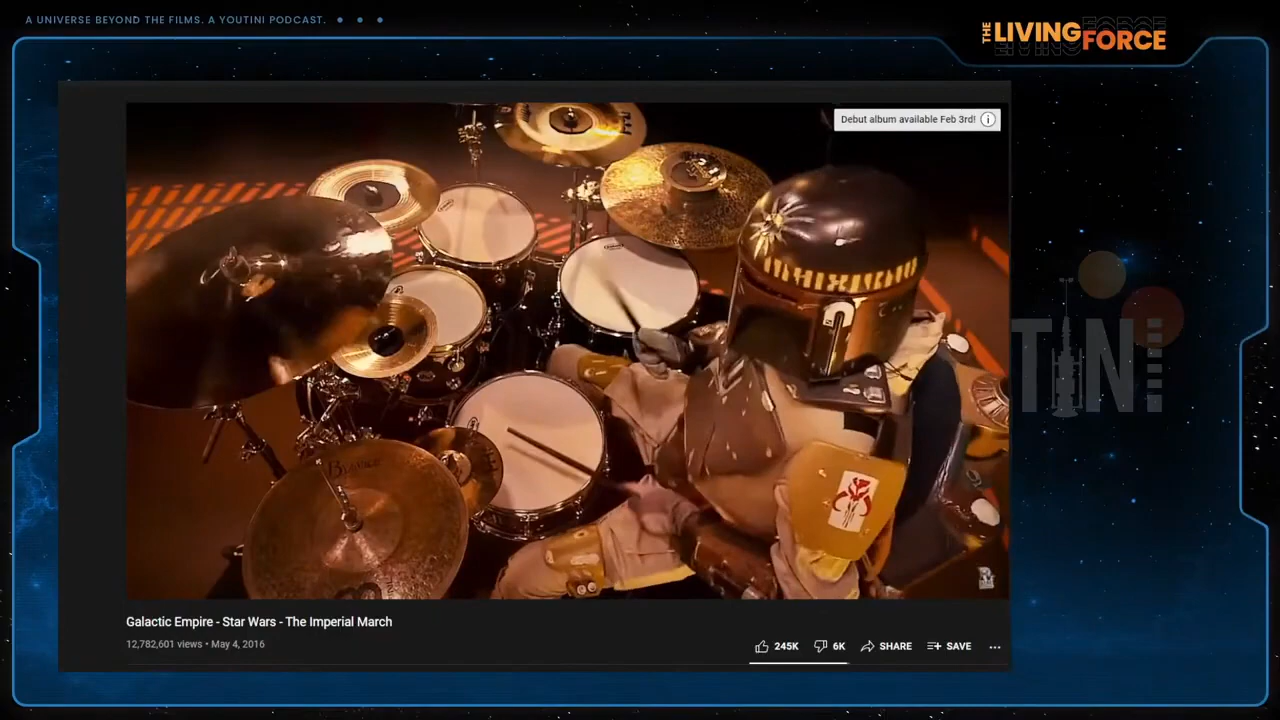 A UNIVERSE BEYOND THE FILMS. A YOUTINI PODCAST.
THE LIVING FORCE
Debut album available Feb 3rd!
Galactic Empire - Star Wars - The Imperial March
12,782,601 views • May 4, 2016
245K 6K SHARE SAVE